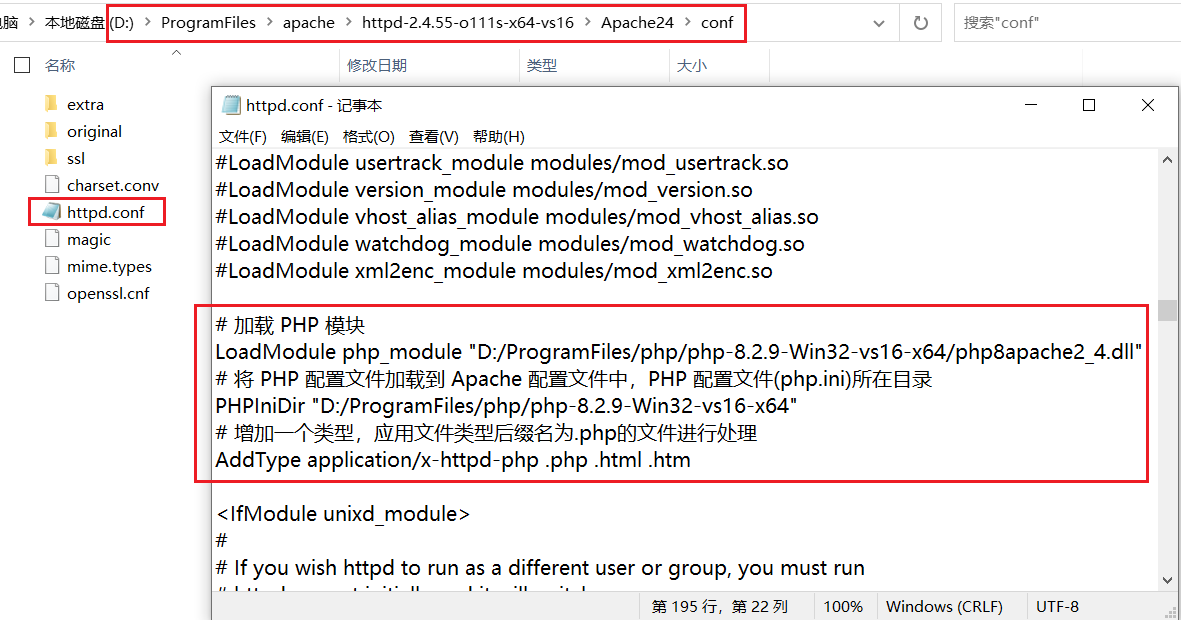 脑 > 本地磁盘 (D:) > ProgramFiles > apache > httpd-2.4.55-o111s-x64-vs16 > Apache24 > conf
搜索"conf"
名称 修改日期 类型 大小
extra
original
ssl
charset.conv
httpd.conf
magic
mime.types
openssl.cnf
httpd.conf - 记事本
文件(F) 编辑(E) 格式(O) 查看(V) 帮助(H)
#LoadModule usertrack_module modules/mod_usertrack.so
#LoadModule version_module modules/mod_version.so
#LoadModule vhost_alias_module modules/mod_vhost_alias.so
#LoadModule watchdog_module modules/mod_watchdog.so
#LoadModule xml2enc_module modules/mod_xml2enc.so
# 加载 PHP 模块
LoadModule php_module "D:/ProgramFiles/php/php-8.2.9-Win32-vs16-x64/php8apache2_4.dll"
# 将 PHP 配置文件加载到 Apache 配置文件中，PHP 配置文件(php.ini)所在目录
PHPIniDir "D:/ProgramFiles/php/php-8.2.9-Win32-vs16-x64"
# 增加一个类型，应用文件类型后缀名为.php的文件进行处理
AddType application/x-httpd-php .php .html .htm
<IfModule unixd_module>
#
# If you wish httpd to run as a different user or group, you must run
第 195 行，第 22 列 100% Windows (CRLF) UTF-8